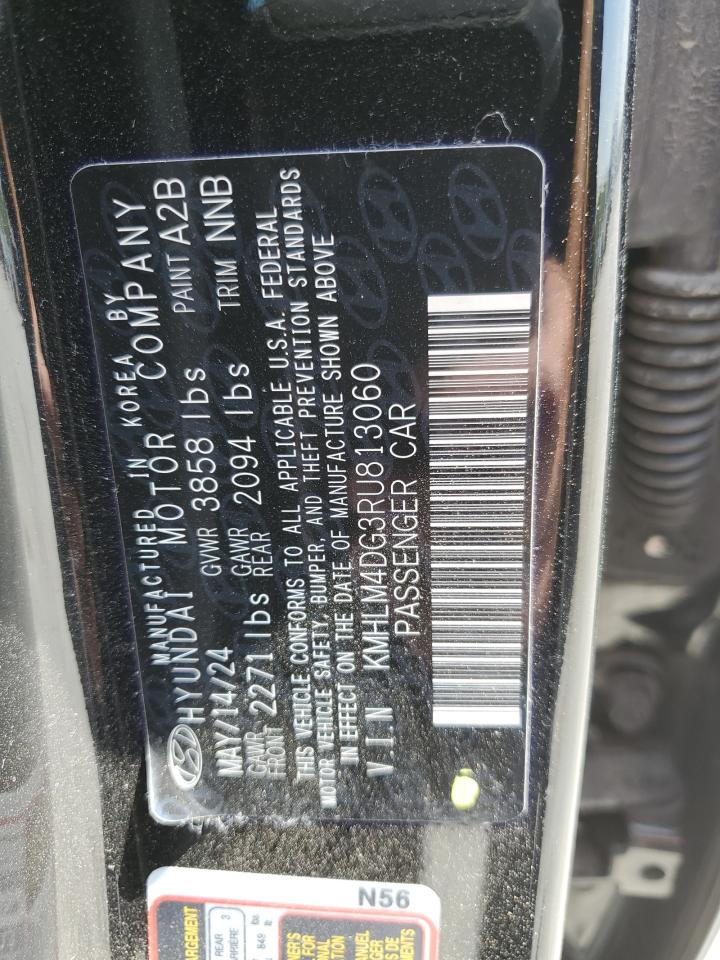 MANUFACTURED IN KOREA BY
HYUNDAI MOTOR COMPANY
MAY/14/24 GVWR 3858 lbs PAINT A2B
GAWR FRONT 2271 lbs GAWR REAR 2094 lbs TRIM NNB
THIS VEHICLE CONFORMS TO ALL APPLICABLE U.S.A. FEDERAL
MOTOR VEHICLE SAFETY, BUMPER, AND THEFT PREVENTION STANDARDS
IN EFFECT ON THE DATE OF MANUFACTURE SHOWN ABOVE
V I N KMHLM4DG3RU813060
PASSENGER CAR
N56
REAR 3